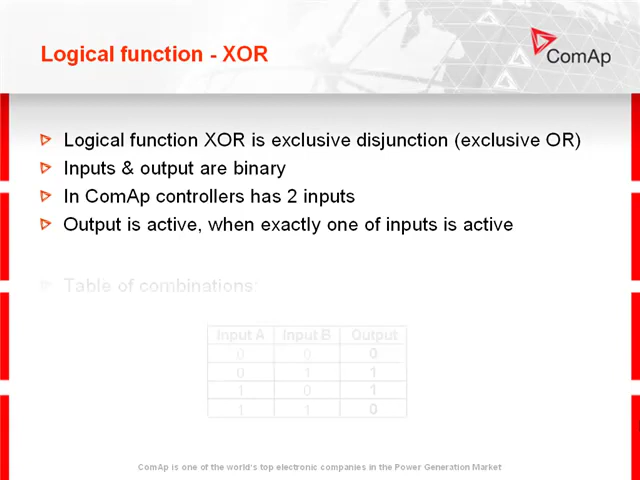 Logical function - XOR
ComAp
Logical function XOR is exclusive disjunction (exclusive OR)
Inputs & output are binary
In ComAp controllers has 2 inputs
Output is active, when exactly one of inputs is active
Table of combinations:
Input A Input B Output
0 0 0
0 1 1
1 0 1
1 1 0
ComAp is one of the world's top electronic companies in the Power Generation Market